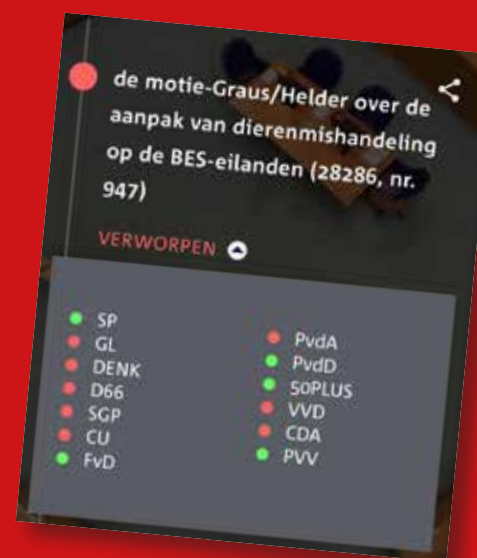 de motie-Graus/Helder over de
aanpak van dierenmishandeling
op de BES-eilanden (28286, nr.
947)
VERWORPEN
SP
GL
DENK
D66
SGP
CU
FvD
PvdA
PvdD
50PLUS
VVD
CDA
PVV